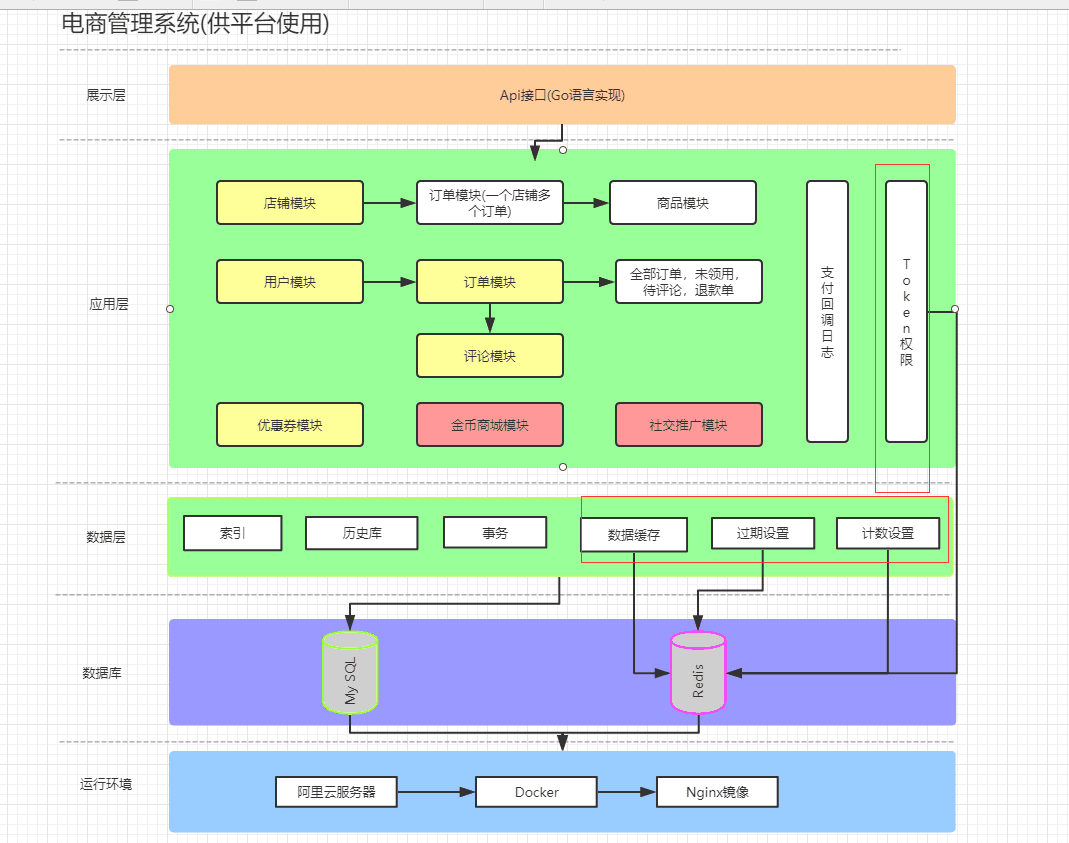 电商管理系统(供平台使用)
展示层
Api接口(Go语言实现)
应用层
店铺模块
订单模块(一个店铺多
个订单)
商品模块
用户模块
订单模块
全部订单，未领用，
待评论，退款单
评论模块
优惠券模块
金币商城模块
社交推广模块
支付回调日志
Token权限
数据层
索引
历史库
事务
数据缓存
过期设置
计数设置
数据库
My SQL
Redis
运行环境
阿里云服务器
Docker
Nginx镜像